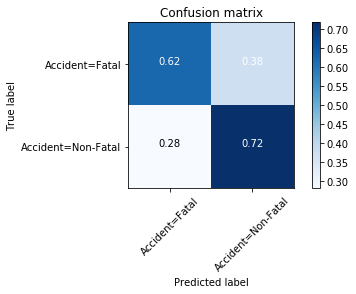 Confusion matrix
True label
Accident=Fatal
Accident=Non-Fatal
0.62
0.38
0.28
0.72
Accident=Fatal
Accident=Non-Fatal
Predicted label
0.70
0.65
0.60
0.55
0.50
0.45
0.40
0.35
0.30